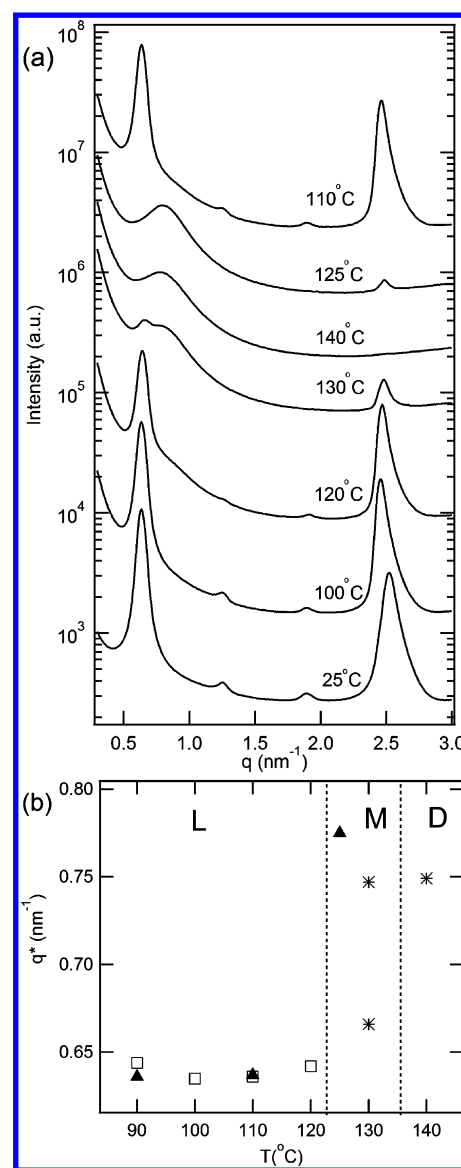 (a)
10^8
10^7
10^6
10^5
10^4
10^3
Intensity (a.u.)
110°C
125°C
140°C
130°C
120°C
100°C
25°C
0.5 1.0 1.5 2.0 2.5 3.0
q (nm^-1)
(b)
L M D
0.80
0.75
0.70
0.65
q* (nm^-1)
90 100 110 120 130 140
T(°C)